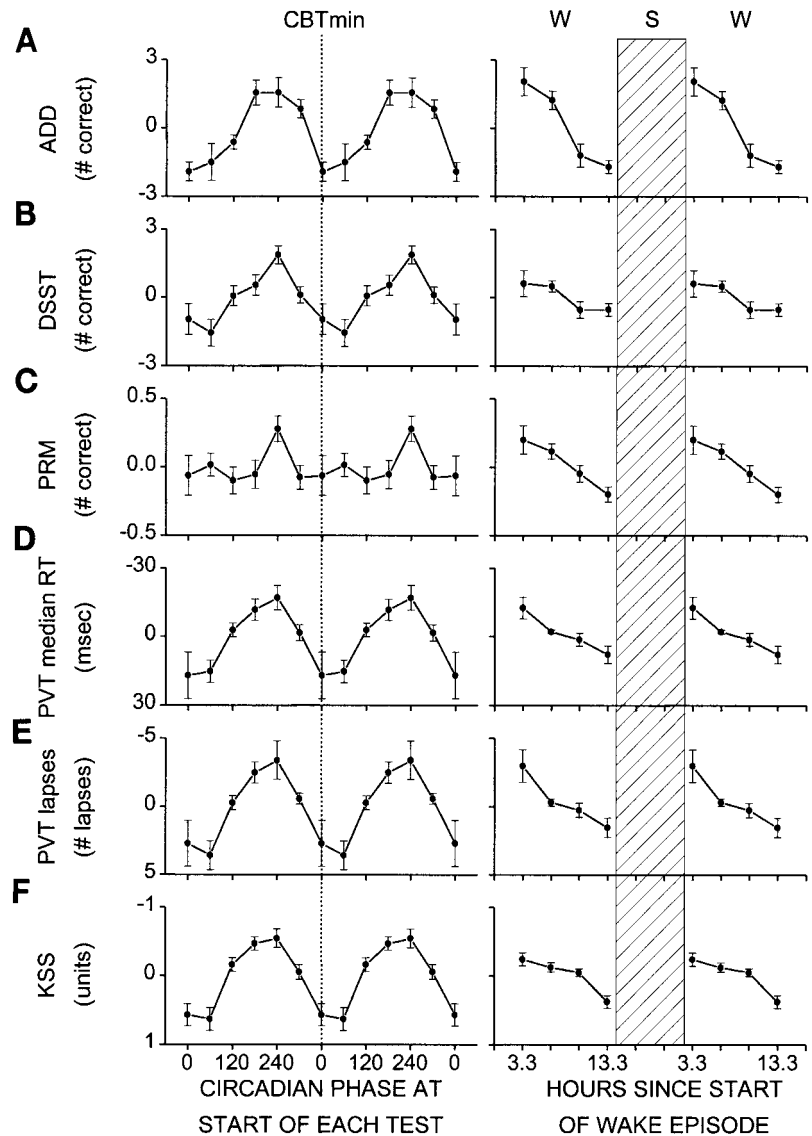 CBTmin W S W
A
3
0
-3
ADD
(# correct)
B
3
0
-3
DSST
(# correct)
C
0.5
0.0
-0.5
PRM
(# correct)
D
-30
0
30
PVT median RT
(msec)
E
-5
0
5
PVT lapses
(# lapses)
F
-1
0
1
KSS
(units)
0 120 240 0 120 240 0 3.3 13.3 3.3 13.3
CIRCADIAN PHASE AT
START OF EACH TEST
HOURS SINCE START
OF WAKE EPISODE